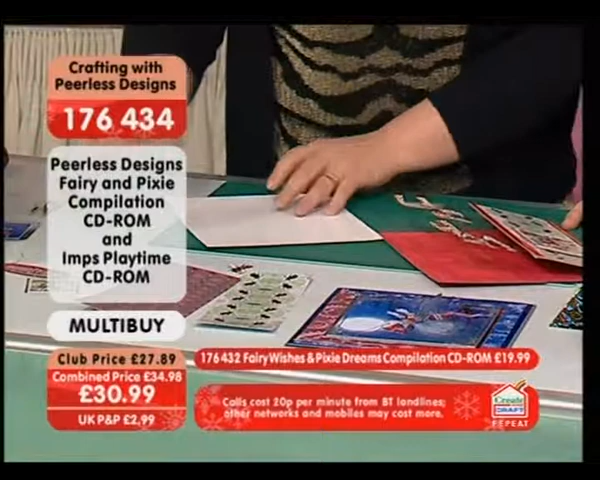 Crafting with
Peerless Designs
176 434
Peerless Designs
Fairy and Pixie
Compilation
CD-ROM
and
Imps Playtime
CD-ROM
MULTIBUY
Club Price £27.89
Combined Price £34.98
£30.99
UK P&P £2.99
176 432 Fairy Wishes & Pixie Dreams Compilation CD-ROM £19.99
Calls cost 20p per minute from BT landlines;
other networks and mobiles may cost more.
Create
and
CRAFT
REPEAT